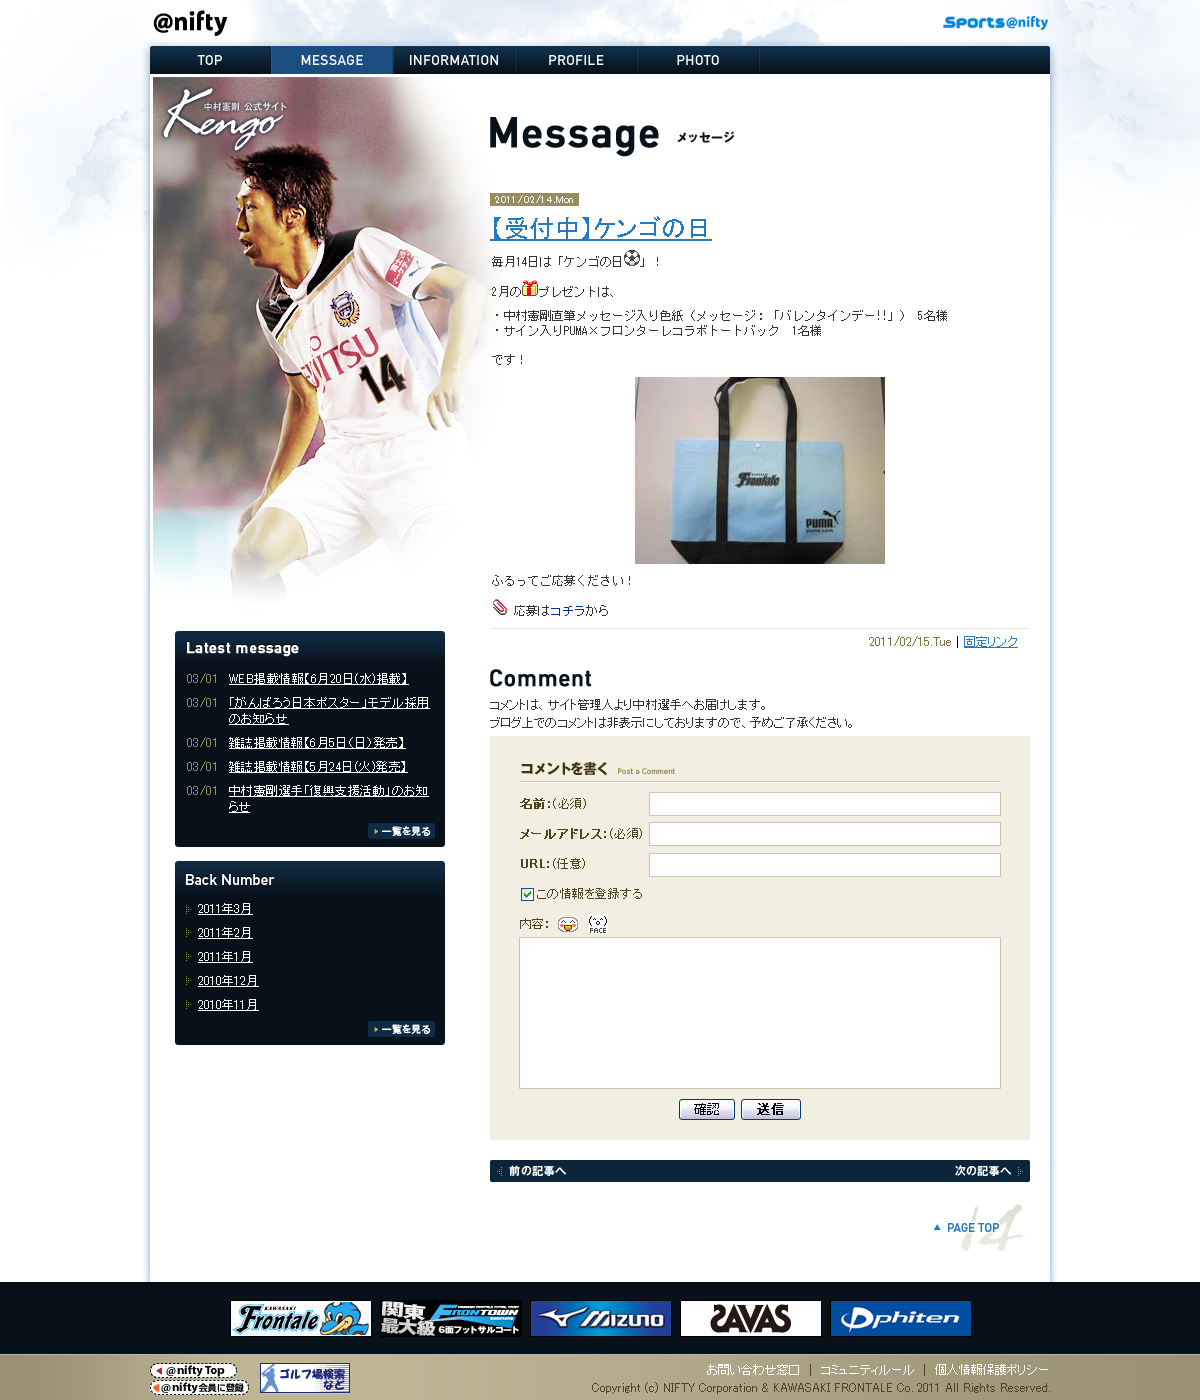 @nifty
Sports@nifty
TOP MESSAGE INFORMATION PROFILE PHOTO
中村憲剛 公式サイト
Kengo
Message メッセージ
2011/02/14.Mon
【受付中】ケンゴの日
毎月14日は「ケンゴの日」！
2月のプレゼントは、
・中村憲剛直筆メッセージ入り色紙（メッセージ：「バレンタインデー!!」） 5名様
・サイン入りPUMA×フロンターレコラボトートバック 1名様
です！
FUJITSU
14
Frontale
PUMA
puma.com
ふるってご応募ください！
応募はコチラから
2011/02/15.Tue | 固定リンク
Latest message
03/01 WEB掲載情報【6月20日(水)掲載】
03/01 「がんばろう日本ポスター」モデル採用
のお知らせ
03/01 雑誌掲載情報【6月5日（日）発売】
03/01 雑誌掲載情報【5月24日(火)発売】
03/01 中村憲剛選手「復興支援活動」のお知
らせ
一覧を見る
Back Number
2011年3月
2011年2月
2011年1月
2010年12月
2010年11月
一覧を見る
Comment
コメントは、サイト管理人より中村選手へお届けします。
ブログ上でのコメントは非表示にしておりますので、予めご了承ください。
コメントを書く Post a Comment
名前:(必須)
メールアドレス:(必須)
URL:(任意)
この情報を登録する
内容: FACE
確認 送信
前の記事へ 次の記事へ
14
PAGE TOP
KAWASAKI Frontale
関東最大級 FRONTOWN 6面フットサルコート
MIZUNO
SAVAS
phiten
@nifty Top
@nifty会員に登録
ゴルフ場検索
など
お問い合わせ窓口 | コミュニティルール | 個人情報保護ポリシー
Copyright (c) NIFTY Corporation & KAWASAKI FRONTALE Co. 2011 All Rights Reserved.